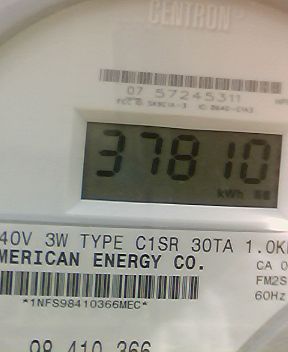 CENTRON
07 57245311
37810
kWh
40V 3W TYPE C1SR 30TA 1.0K
MERICAN ENERGY CO.
CA 0
FM2S
60Hz
*1NFS98410366MEC*
98 410 366